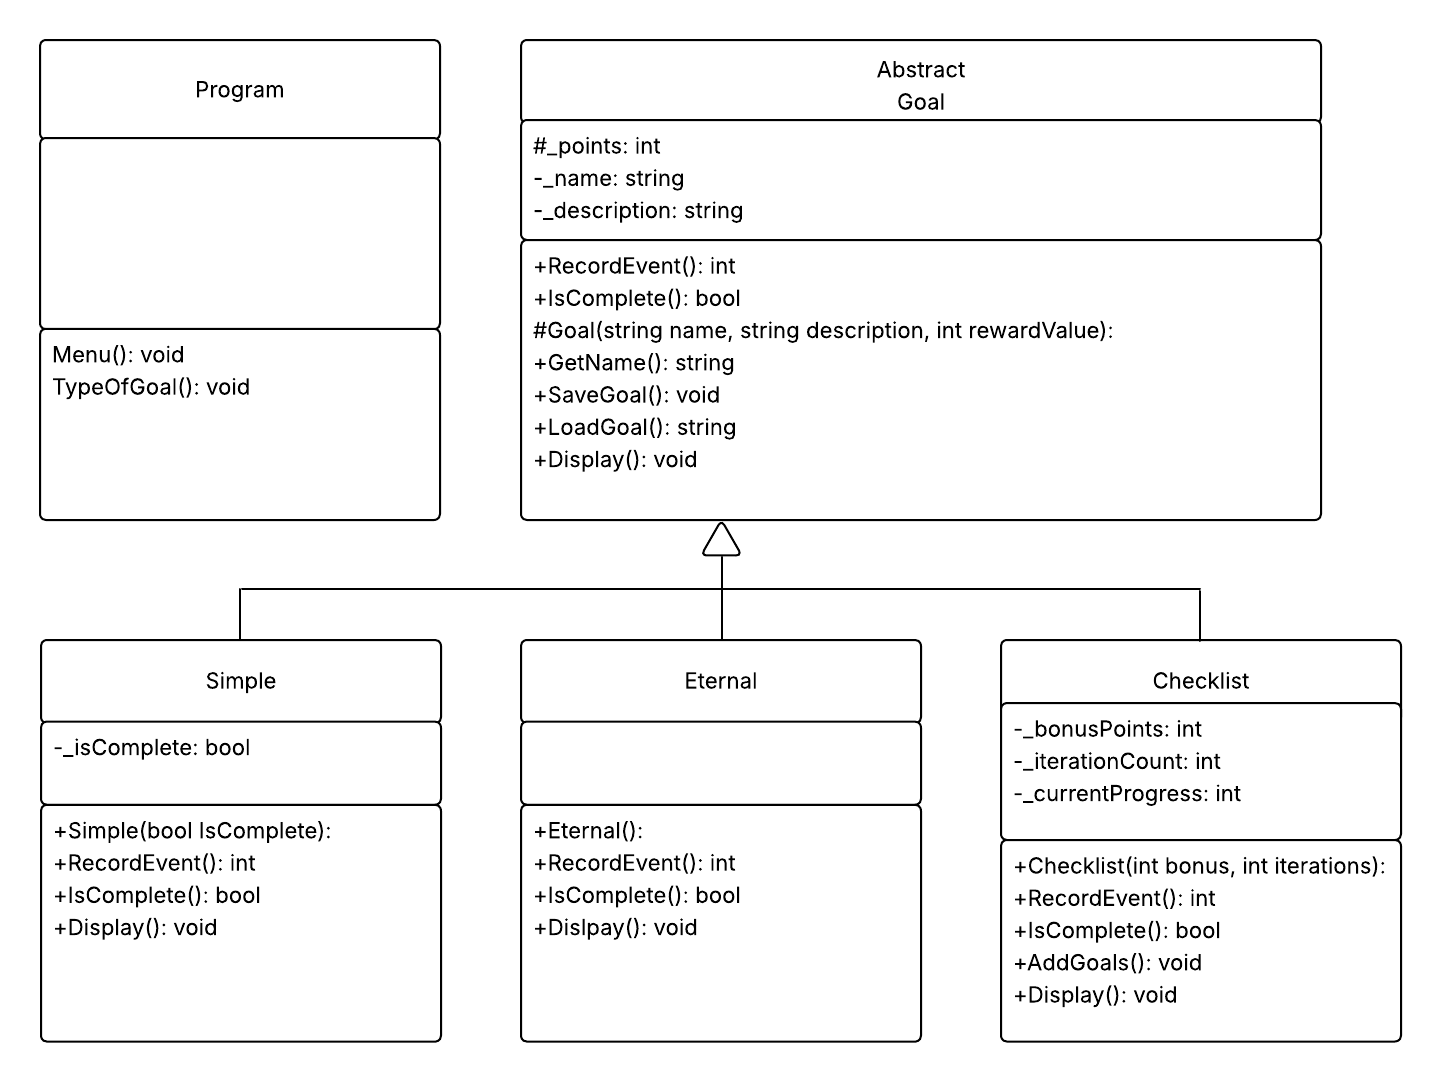 Program
Menu(): void
TypeOfGoal(): void
Abstract
Goal
#_points: int
-_name: string
-_description: string
+RecordEvent(): int
+IsComplete(): bool
#Goal(string name, string description, int rewardValue):
+GetName(): string
+SaveGoal(): void
+LoadGoal(): string
+Display(): void
Simple
-_isComplete: bool
+Simple(bool IsComplete):
+RecordEvent(): int
+IsComplete(): bool
+Display(): void
Eternal
+Eternal():
+RecordEvent(): int
+IsComplete(): bool
+Dislpay(): void
Checklist
-_bonusPoints: int
-_iterationCount: int
-_currentProgress: int
+Checklist(int bonus, int iterations):
+RecordEvent(): int
+IsComplete(): bool
+AddGoals(): void
+Display(): void